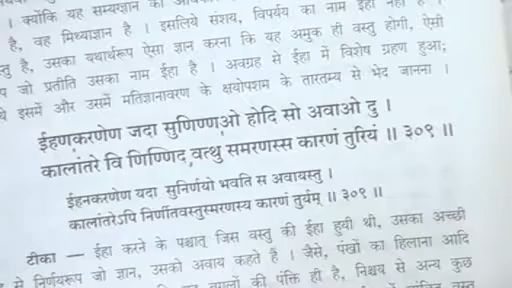 । क्योंकि यह सम्यग्ज्ञान का
है, वह मिथ्याज्ञान है । इसलिये संशय, विपर्यय का नाम ईहा नहीं है ।
है, उसका यथार्थरूप ऐसा ज्ञान करना कि यह अमुक ही वस्तु होगी, ऐसी
जो प्रतीति उसका नाम ईहा है । अवग्रह से ईहा में विशेष ग्रहण हुआ;
इसमें और उसमें मतिज्ञानावरण के क्षयोपशम के तारतम्य से भेद जानना ।
ईहणकरणेण जदा सुणिण्णओ होदि सो अवाओ दु ।
कालांतरे वि णिण्णिद वत्थु समरणस्स कारणं तुरियं ॥ ३०९ ॥
ईहनकरणेन यदा सुनिर्णयो भवति स अवायस्तु ।
कालांतरेऽपि निर्णीतवस्तुस्मरणस्य कारणं तुर्यम् ॥ ३०९ ॥
टीका — ईहा करने के पश्चात् जिस वस्तु की ईहा हुयी थी, उसका अच्छी
से निर्णयरूप जो ज्ञान, उसको अवाय कहते है । जैसे, पंखों का हिलाना आदि
बगुलों की पंक्ति ही है, निश्चय से अन्य कुछ